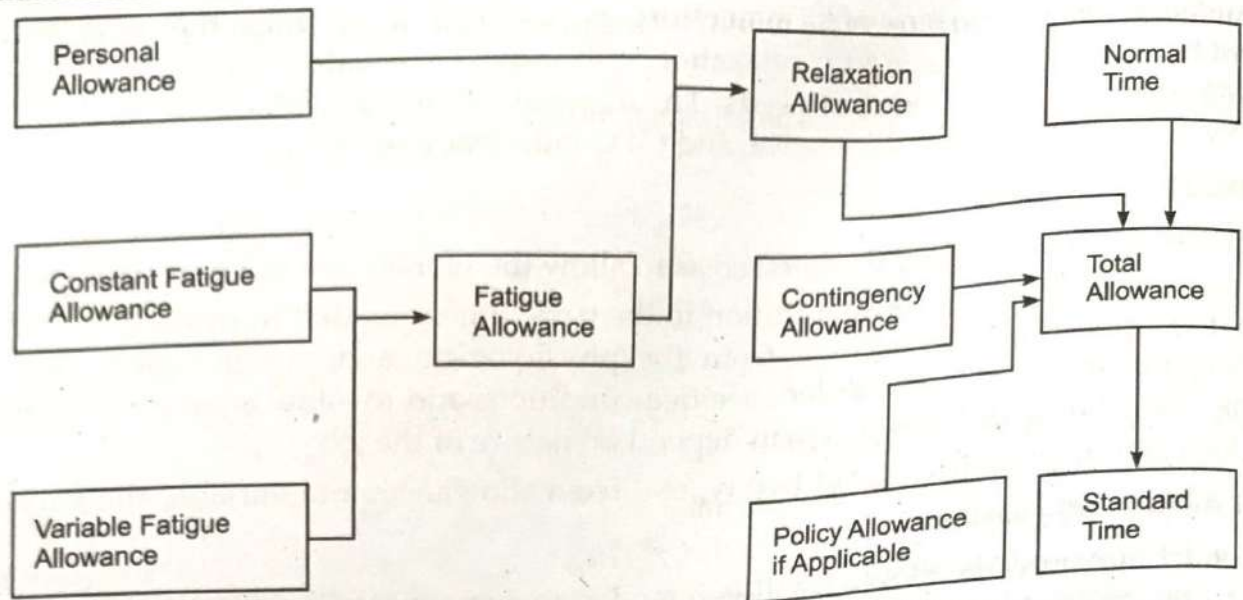 Personal
Allowance
Relaxation
Allowance
Normal
Time
Constant Fatigue
Allowance
Fatigue
Allowance
Contingency
Allowance
Total
Allowance
Variable Fatigue
Allowance
Policy Allowance
if Applicable
Standard
Time